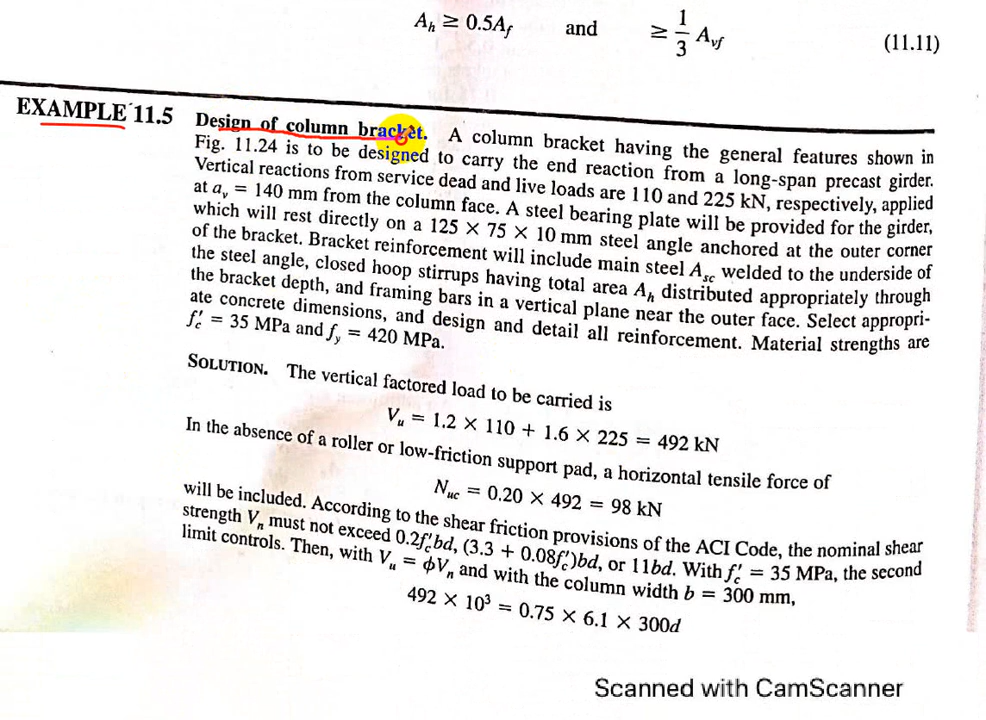 A_h ≥ 0.5A_f and ≥ 1/3 A_vf (11.11)
EXAMPLE 11.5 Design of column bracket. A column bracket having the general features shown in
Fig. 11.24 is to be designed to carry the end reaction from a long-span precast girder.
Vertical reactions from service dead and live loads are 110 and 225 kN, respectively, applied
at a_v = 140 mm from the column face. A steel bearing plate will be provided for the girder,
which will rest directly on a 125 × 75 × 10 mm steel angle anchored at the outer corner
of the bracket. Bracket reinforcement will include main steel A_sc welded to the underside of
the steel angle, closed hoop stirrups having total area A_h distributed appropriately through
the bracket depth, and framing bars in a vertical plane near the outer face. Select appropri-
ate concrete dimensions, and design and detail all reinforcement. Material strengths are
f′_c = 35 MPa and f_y = 420 MPa.
SOLUTION. The vertical factored load to be carried is
V_u = 1.2 × 110 + 1.6 × 225 = 492 kN
In the absence of a roller or low-friction support pad, a horizontal tensile force of
N_uc = 0.20 × 492 = 98 kN
will be included. According to the shear friction provisions of the ACI Code, the nominal shear
strength V_n must not exceed 0.2f′_c bd, (3.3 + 0.08f′_c)bd, or 11bd. With f′_c = 35 MPa, the second
limit controls. Then, with V_u = ϕV_n and with the column width b = 300 mm,
492 × 10³ = 0.75 × 6.1 × 300d
Scanned with CamScanner